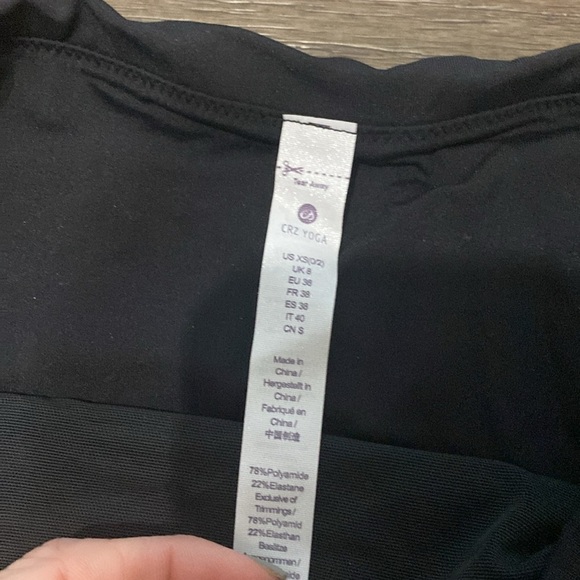 Tear Away
CRZ YOGA
US XS(0/2)
UK 8
EU 36
FR 38
ES 38
IT 40
CN S
Made in
China /
Hergestellt in
China /
Fabriqué en
China /
中国制造
78%Polyamide
22%Elastane
Exclusive of
Trimmings /
78%Polyamid
22%Elasthan